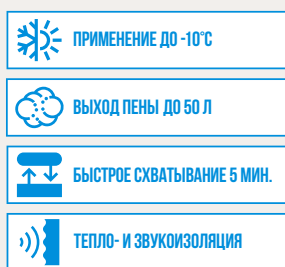 ПРИМЕНЕНИЕ ДО -10°С
ВЫХОД ПЕНЫ ДО 50 Л
БЫСТРОЕ СХВАТЫВАНИЕ 5 МИН.
ТЕПЛО- И ЗВУКОИЗОЛЯЦИЯ